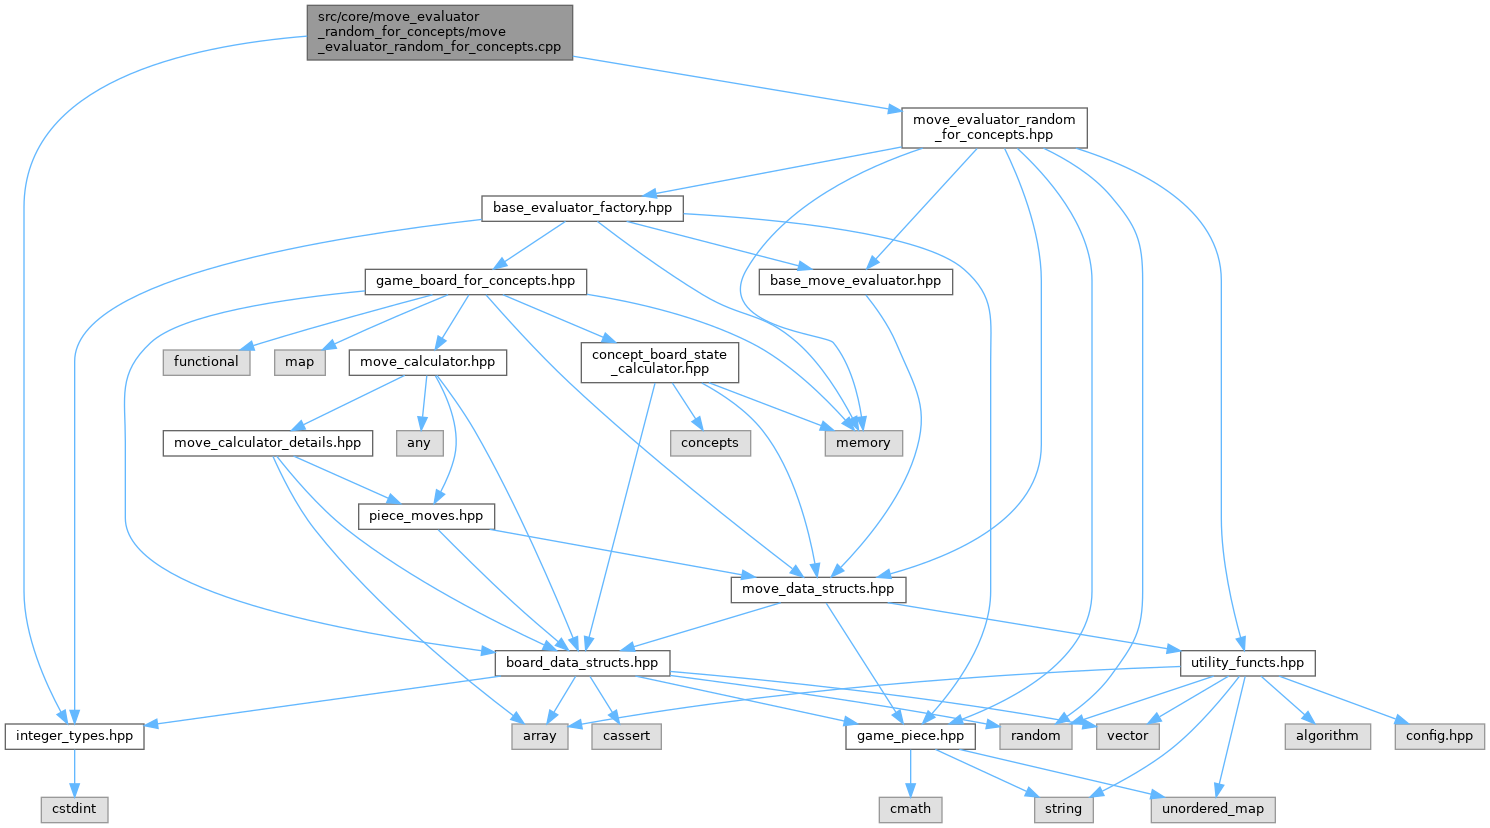 src/core/move_evaluator
_random_for_concepts/move
_evaluator_random_for_concepts.cpp
move_evaluator_random
_for_concepts.hpp
base_evaluator_factory.hpp
game_board_for_concepts.hpp
base_move_evaluator.hpp
functional
map
move_calculator.hpp
concept_board_state
_calculator.hpp
move_calculator_details.hpp
any
concepts
memory
piece_moves.hpp
move_data_structs.hpp
board_data_structs.hpp
utility_functs.hpp
integer_types.hpp
array
cassert
game_piece.hpp
random
vector
algorithm
config.hpp
cstdint
cmath
string
unordered_map